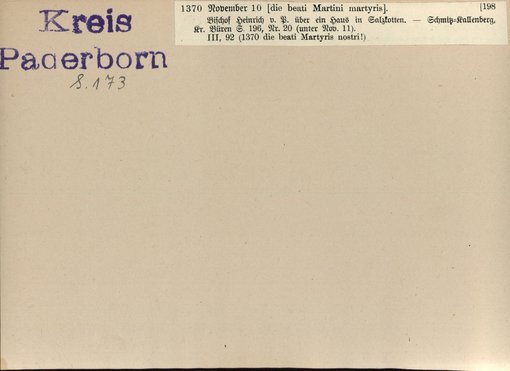 Kreis
Paderborn
S. 173
1370 November 10 [die beati Martini martyris]. [198
Bischof Heinrich v. P. über ein Haus in Salzkotten. — Schmitz-Kallenberg,
Kr. Büren S. 196, Nr. 20 (unter Nov. 11).
III, 92 (1370 die beati Martyris nostri!)